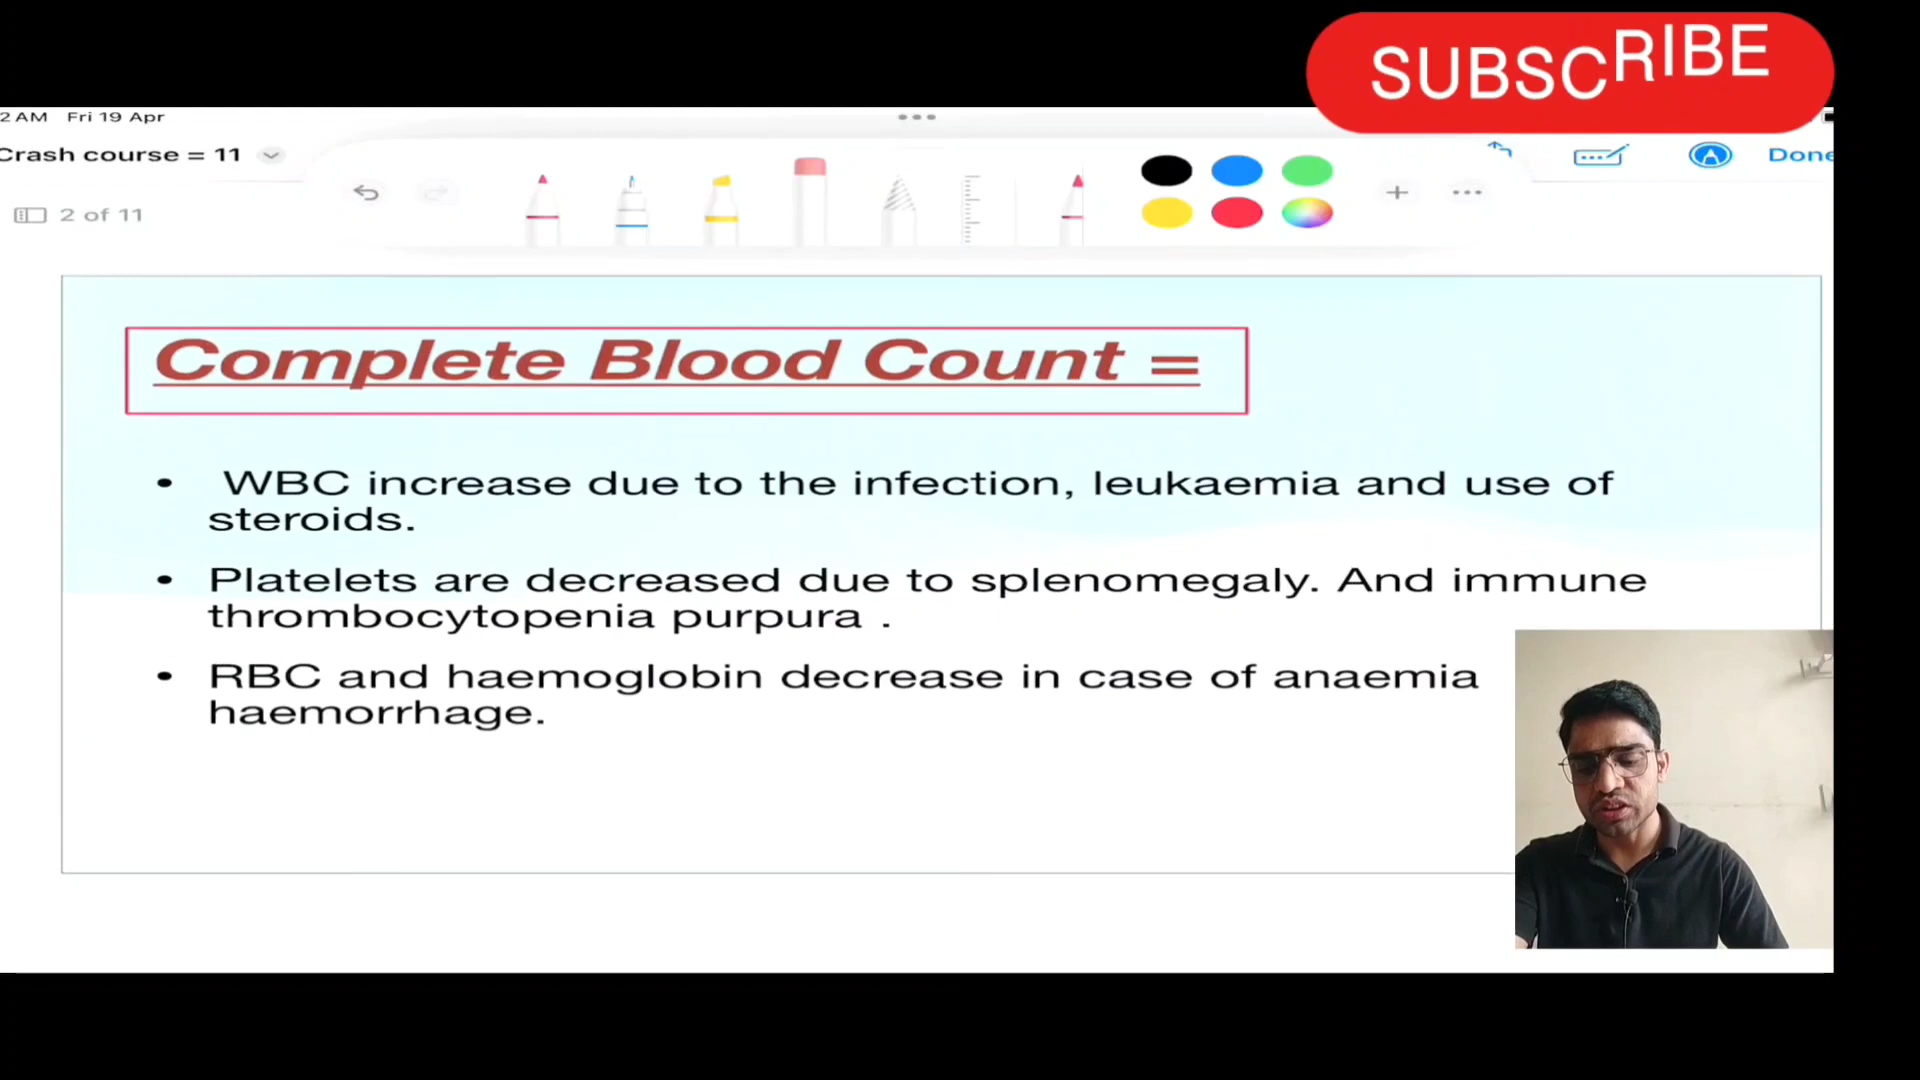 SUBSCRIBE
2 AM Fri 19 Apr
Crash course = 11
Done
2 of 11
Complete Blood Count =
• WBC increase due to the infection, leukaemia and use of
steroids.
• Platelets are decreased due to splenomegaly. And immune
thrombocytopenia purpura .
• RBC and haemoglobin decrease in case of anaemia
haemorrhage.